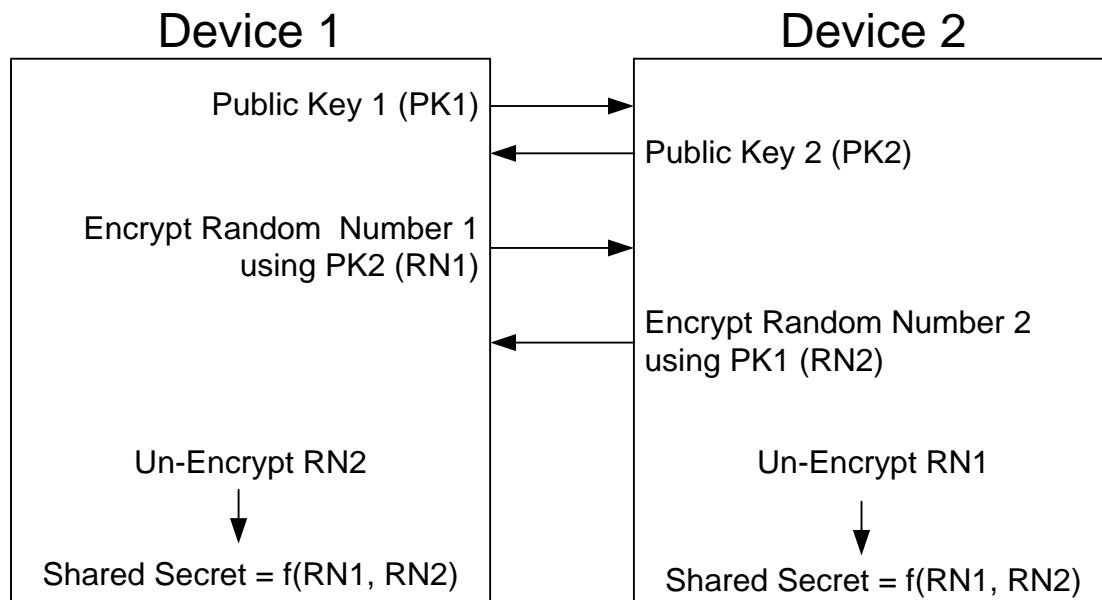 Device 1
Device 2
Public Key 1 (PK1)
Public Key 2 (PK2)
Encrypt Random Number 1
using PK2 (RN1)
Encrypt Random Number 2
using PK1 (RN2)
Un-Encrypt RN2
Un-Encrypt RN1
Shared Secret = f(RN1, RN2)
Shared Secret = f(RN1, RN2)